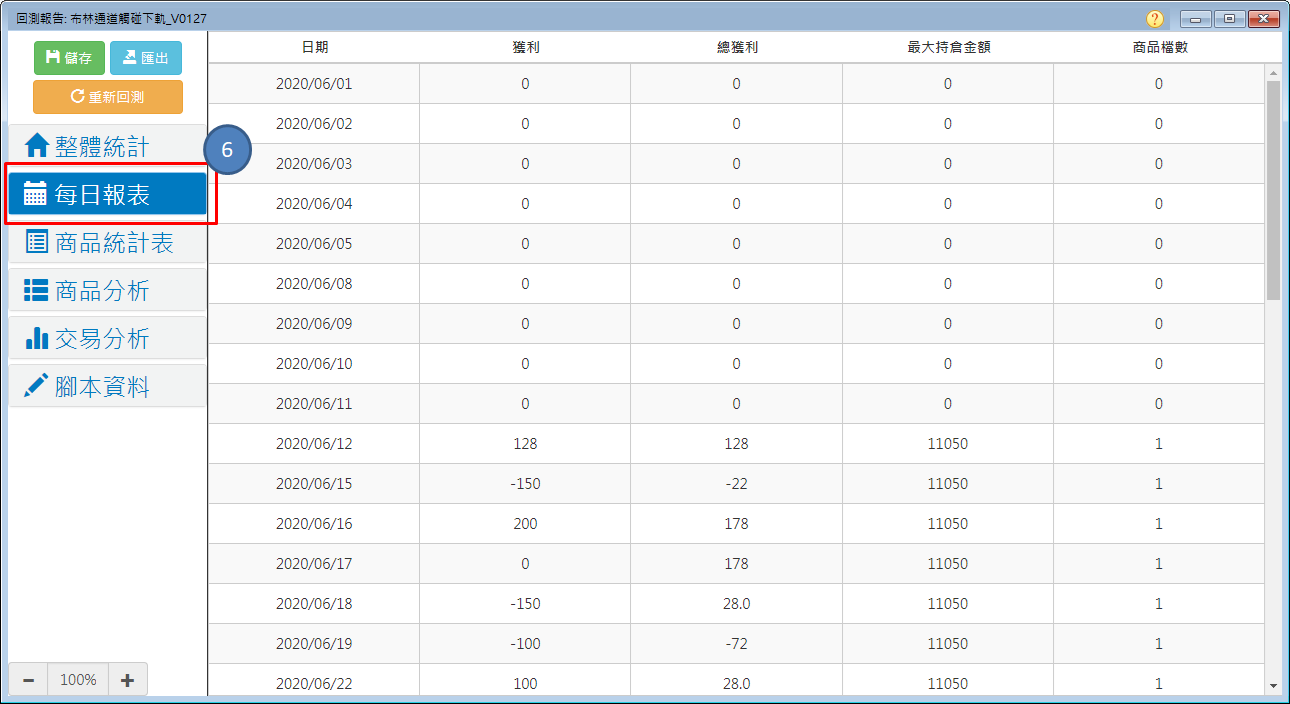 回測報告: 布林通道觸碰下軌_V0127
?
儲存 匯出
重新回測
整體統計
6
每日報表
商品統計表
商品分析
交易分析
腳本資料
100%
日期 獲利 總獲利 最大持倉金額 商品檔數
2020/06/01 0 0 0 0
2020/06/02 0 0 0 0
2020/06/03 0 0 0 0
2020/06/04 0 0 0 0
2020/06/05 0 0 0 0
2020/06/08 0 0 0 0
2020/06/09 0 0 0 0
2020/06/10 0 0 0 0
2020/06/11 0 0 0 0
2020/06/12 128 128 11050 1
2020/06/15 -150 -22 11050 1
2020/06/16 200 178 11050 1
2020/06/17 0 178 11050 1
2020/06/18 -150 28.0 11050 1
2020/06/19 -100 -72 11050 1
2020/06/22 100 28.0 11050 1